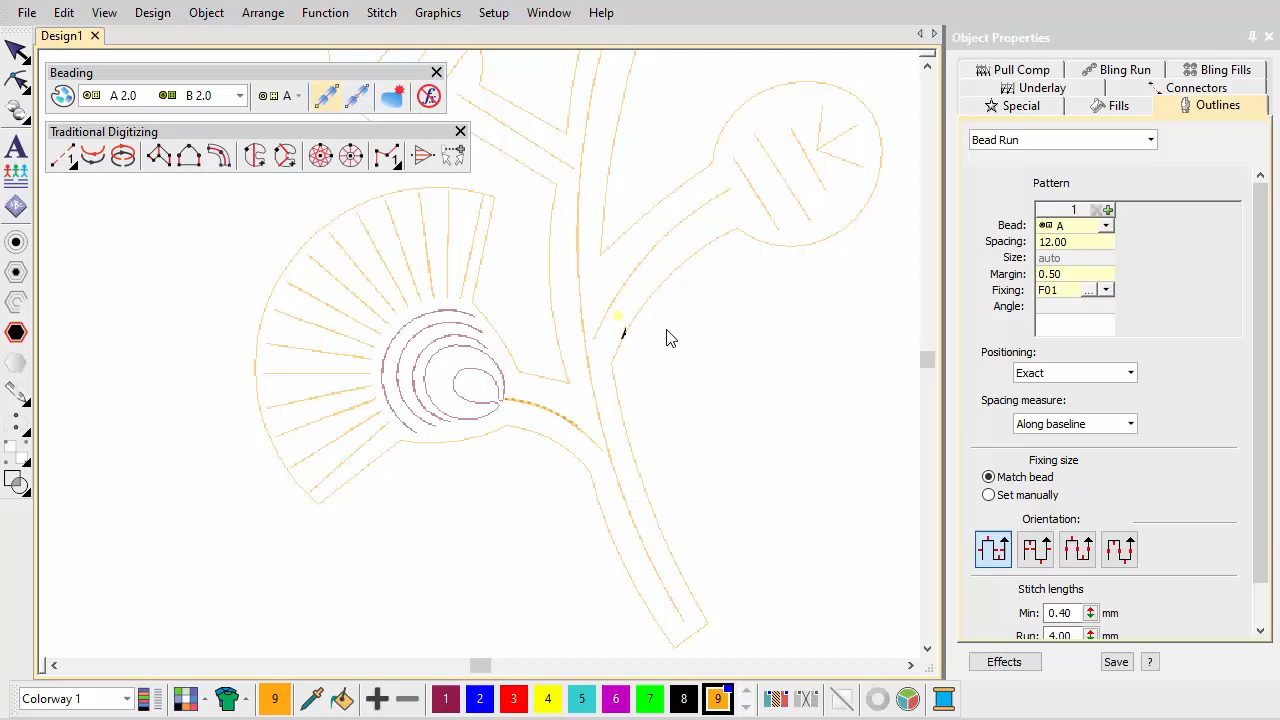 File Edit View Design Object Arrange Function Stitch Graphics Setup Window Help
Design1
Object Properties
Beading
A 2.0 B 2.0 A
Traditional Digitizing
Pull Comp Bling Run Bling Fills
Underlay Connectors
Special Fills Outlines
Bead Run
Pattern
1
Bead: A
Spacing: 12.00
Size: auto
Margin: 0.50
Fixing: F01 ...
Angle:
Positioning:
Exact
Spacing measure:
Along baseline
Fixing size
Match bead
Set manually
Orientation:
Stitch lengths
Min: 0.40 mm
Run: 4.00 mm
Effects Save ?
Colorway 1 9 1 2 3 4 5 6 7 8 9